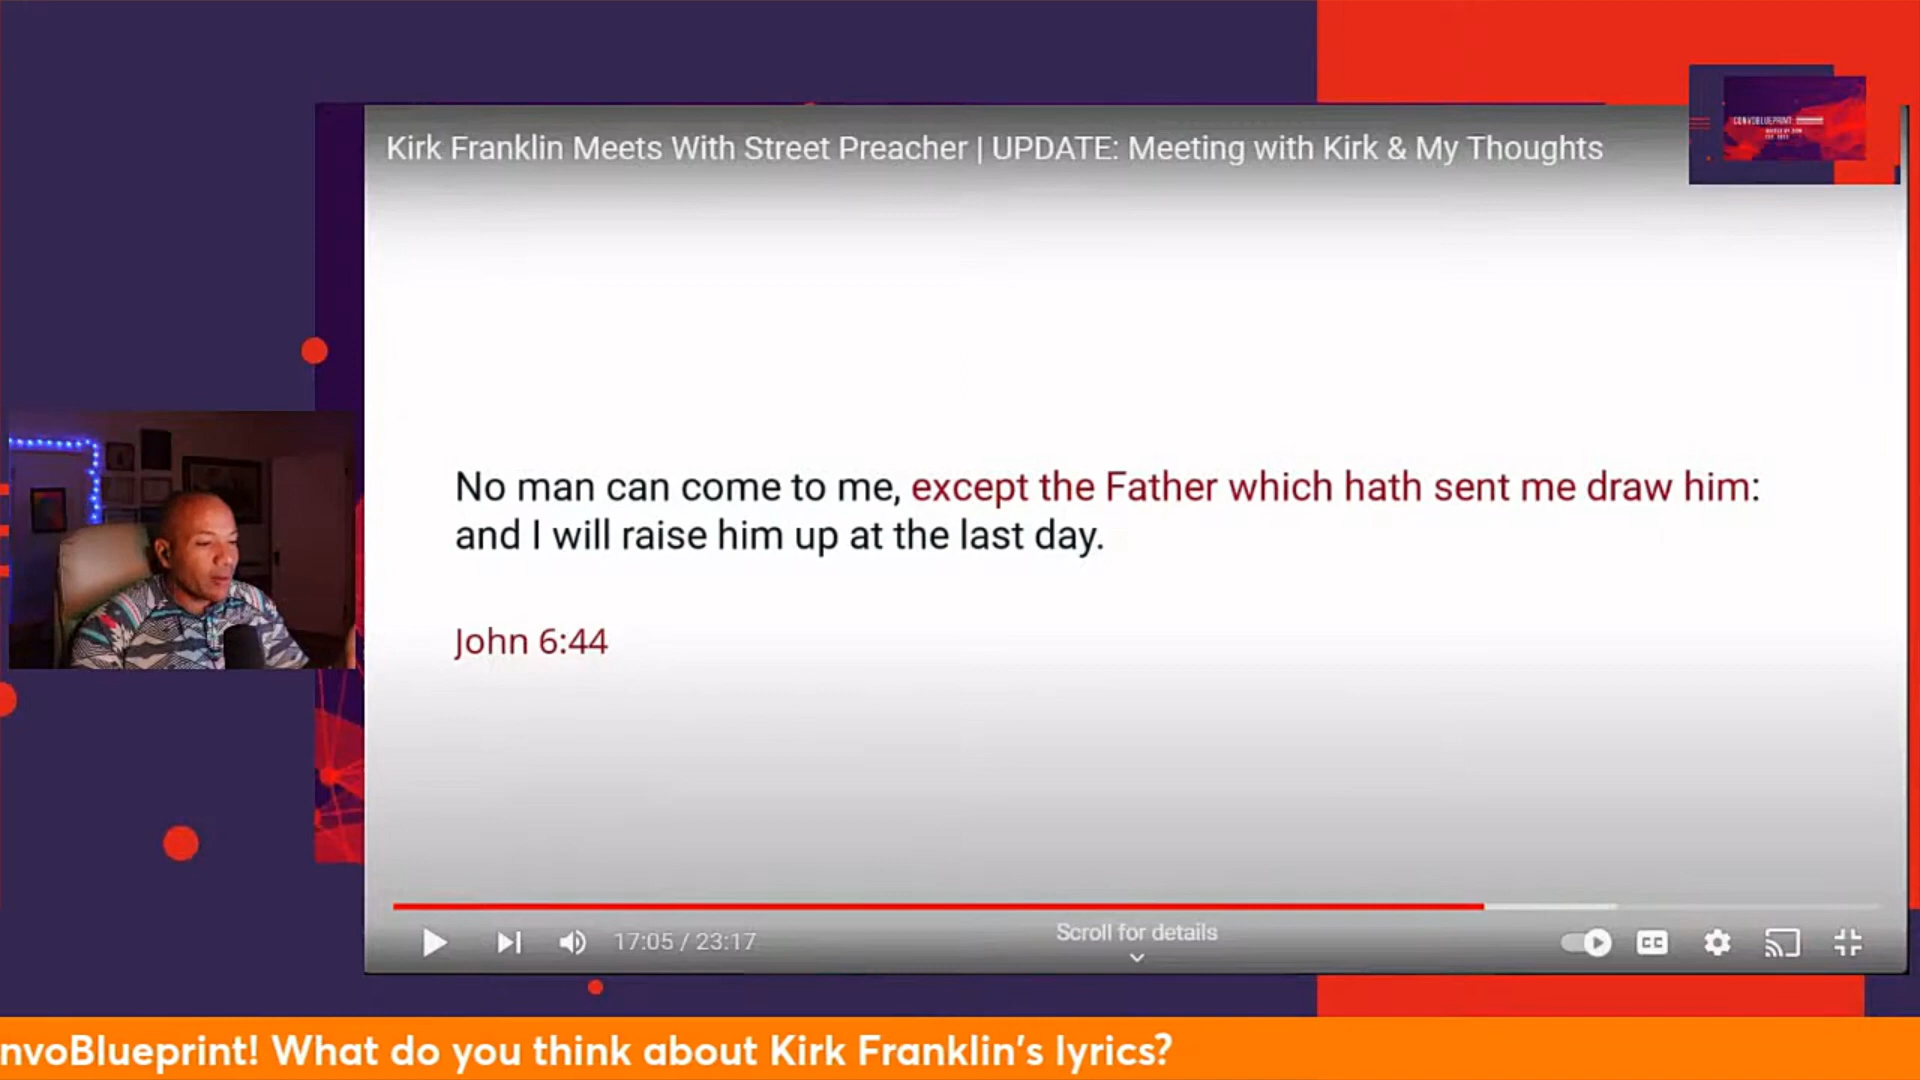 Kirk Franklin Meets With Street Preacher | UPDATE: Meeting with Kirk & My Thoughts
CONVOBLUEPRINT:
No man can come to me, except the Father which hath sent me draw him:
and I will raise him up at the last day.
John 6:44
Scroll for details
17:05 / 23:17
CC
nvoBlueprint! What do you think about Kirk Franklin's lyrics?